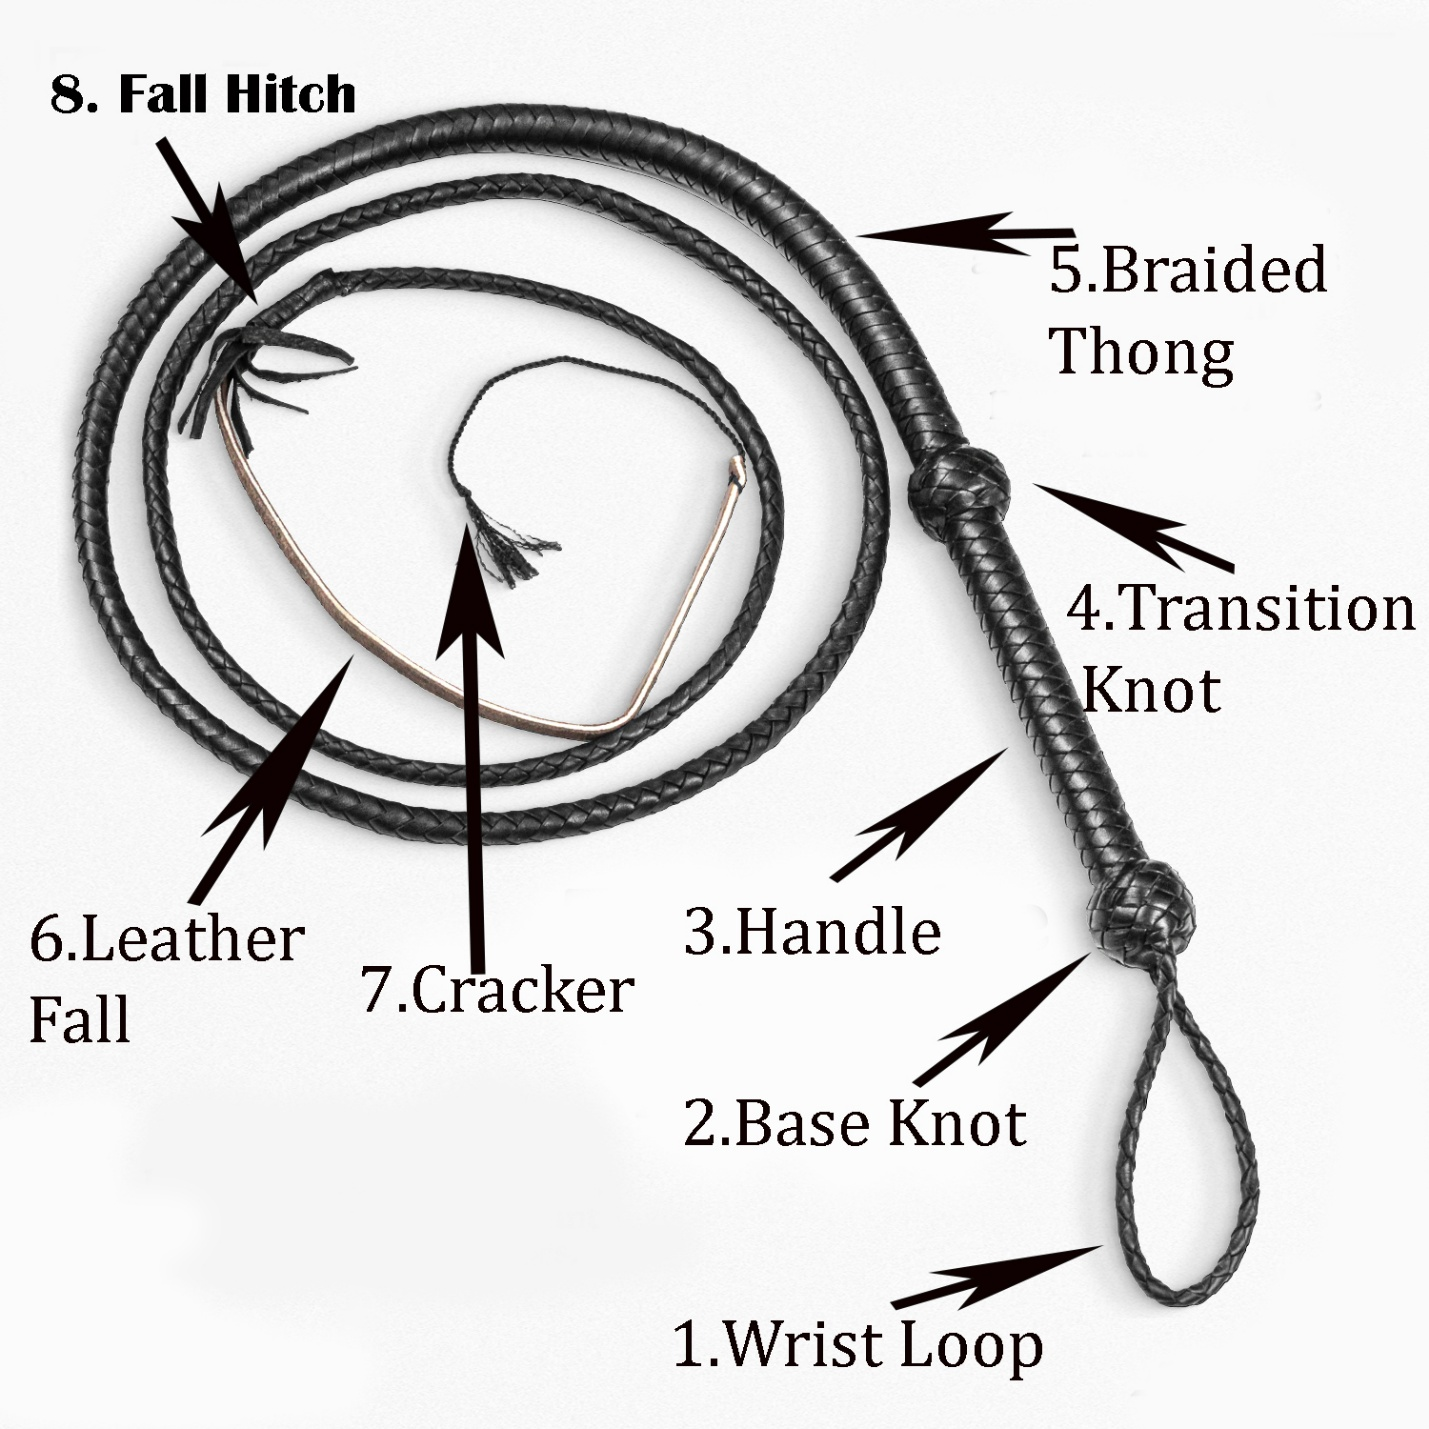 8. Fall Hitch
5.Braided
Thong
4.Transition
Knot
3.Handle
6.Leather
Fall
7.Cracker
2.Base Knot
1.Wrist Loop